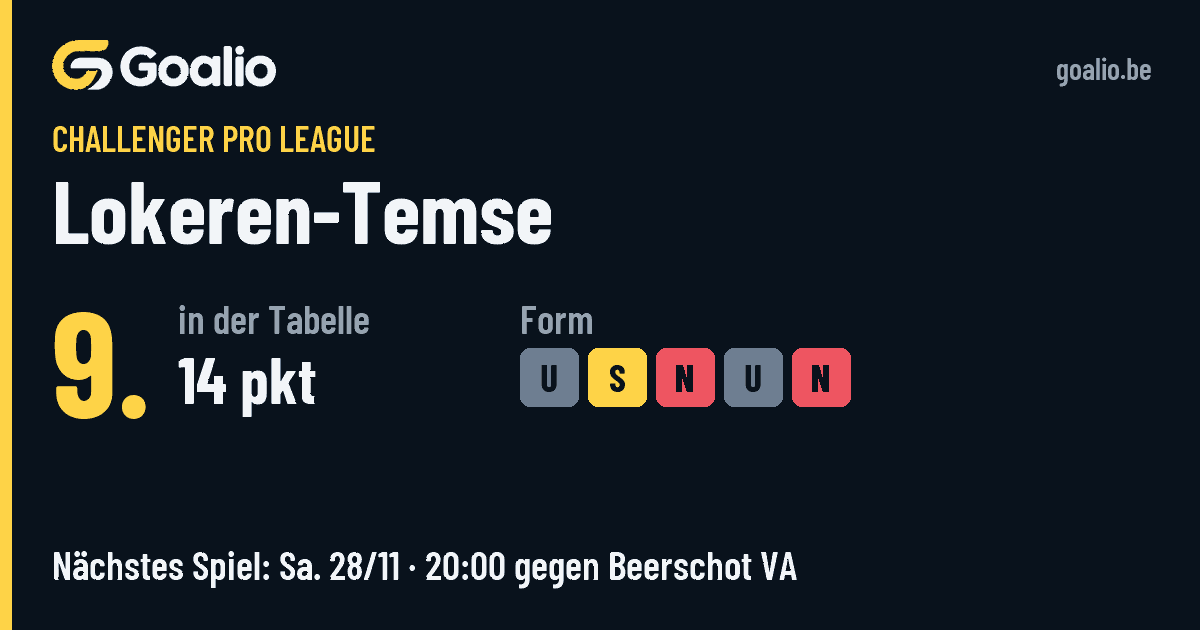 Goalio
goalio.be
CHALLENGER PRO LEAGUE
Lokeren-Temse
9.
in der Tabelle
14 pkt
Form
U S N U N
Nächstes Spiel: Sa. 28/11 · 20:00 gegen Beerschot VA